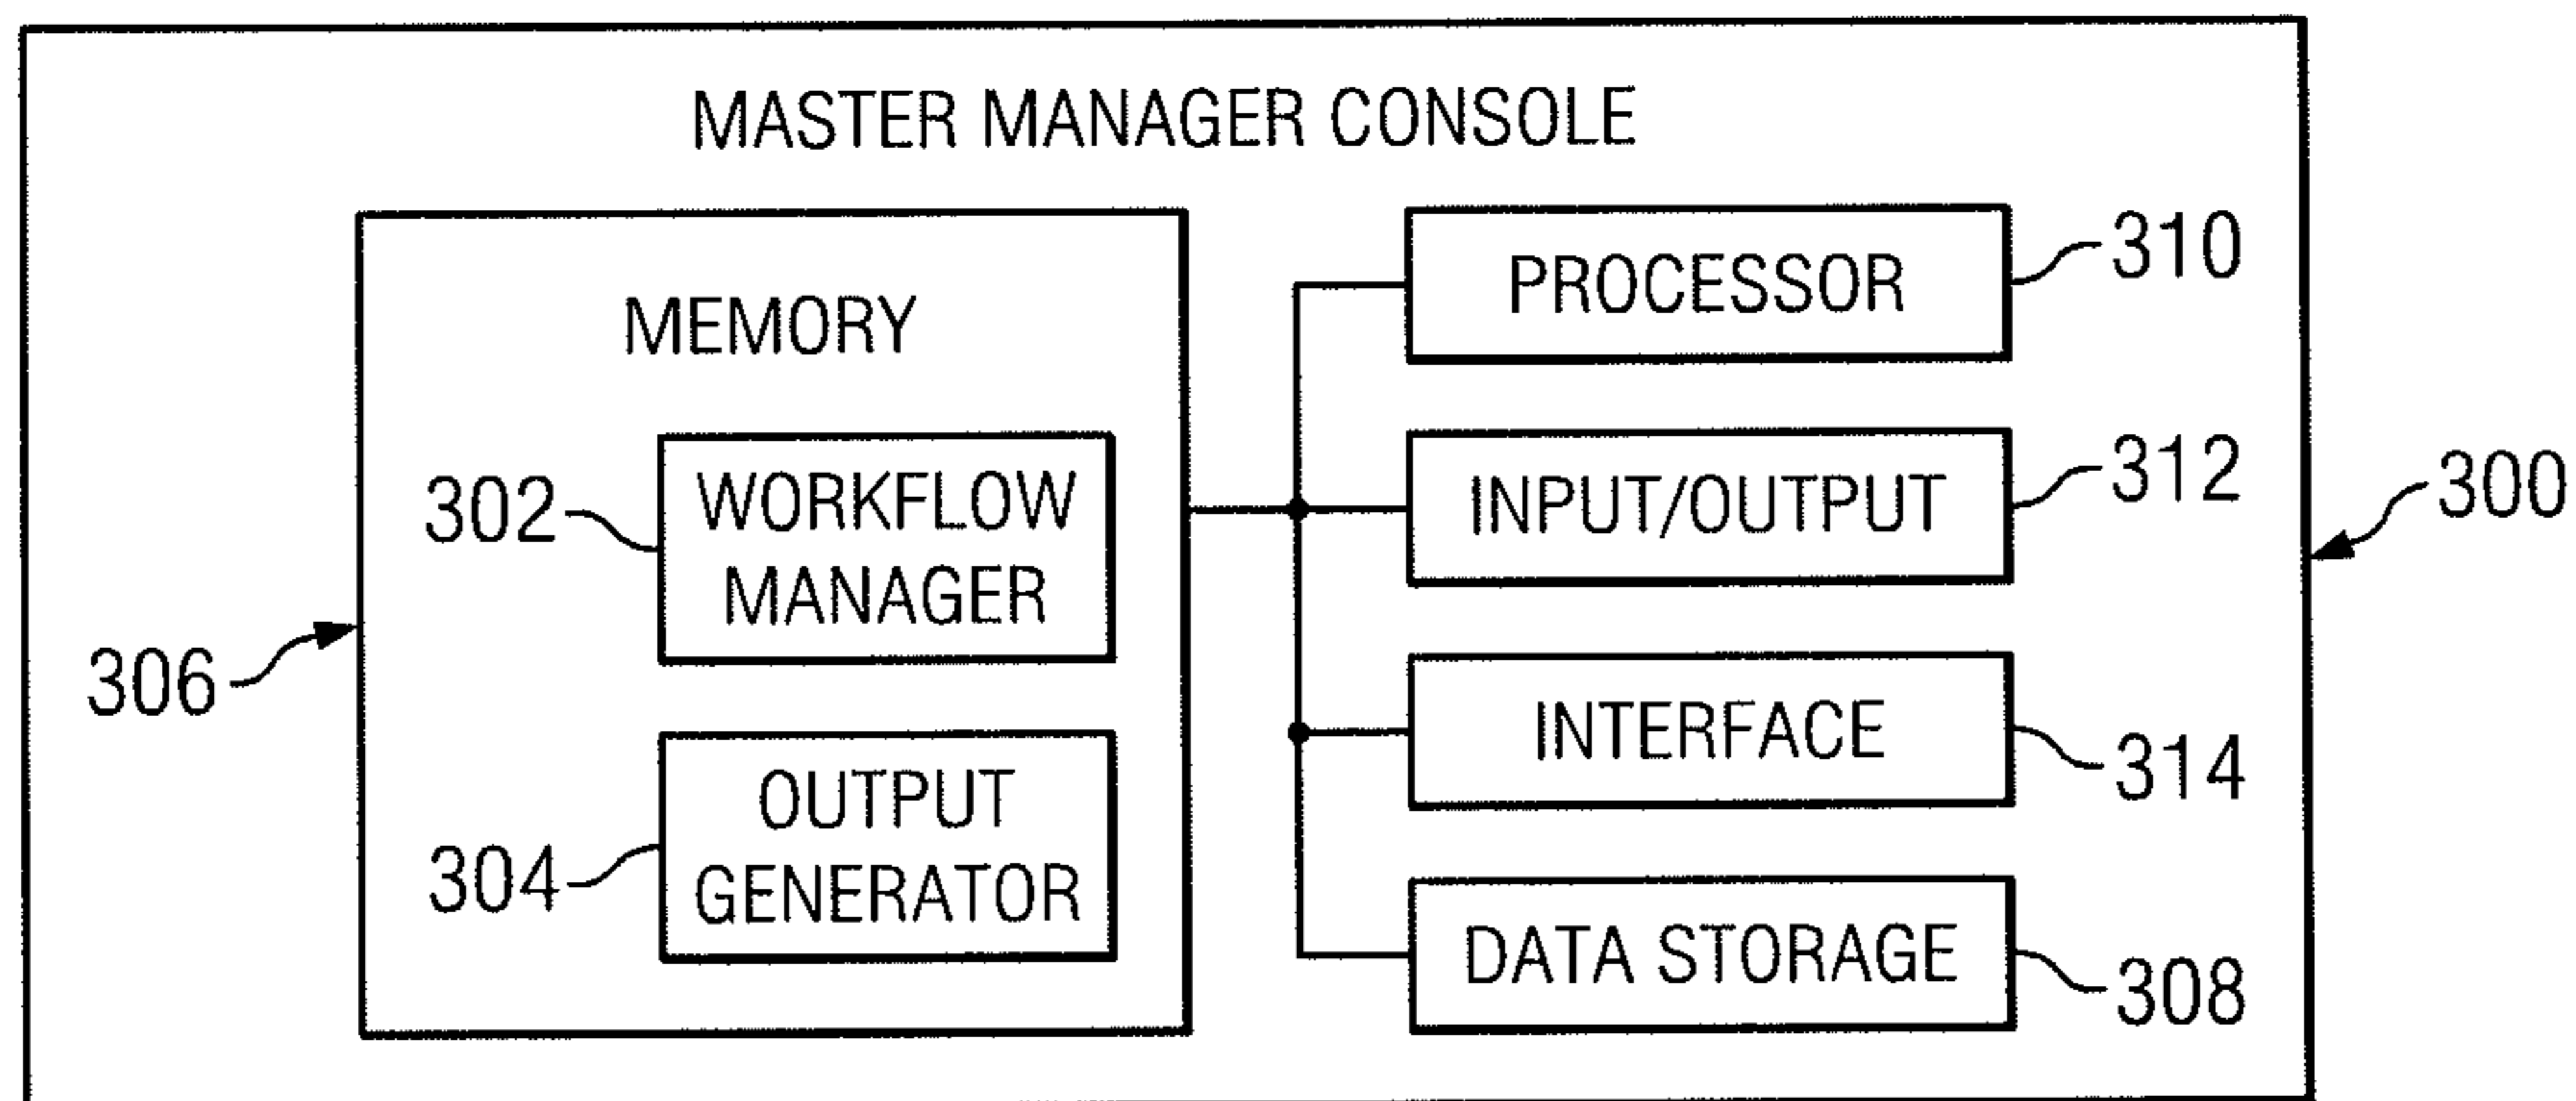 MASTER MANAGER CONSOLE
MEMORY
302
WORKFLOW
MANAGER
306
304
OUTPUT
GENERATOR
PROCESSOR
310
INPUT/OUTPUT
312
INTERFACE
314
DATA STORAGE
308
300